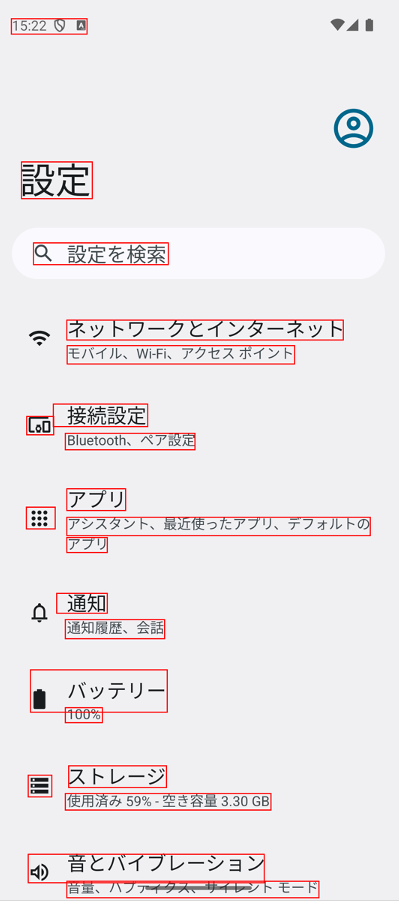 15:22
設定
設定を検索
ネットワークとインターネット
モバイル、Wi-Fi、アクセス ポイント
接続設定
Bluetooth、ペア設定
アプリ
アシスタント、最近使ったアプリ、デフォルトの
アプリ
通知
通知履歴、会話
バッテリー
100%
ストレージ
使用済み 59% - 空き容量 3.30 GB
音とバイブレーション
音量、ハプティクス、サイレント モード